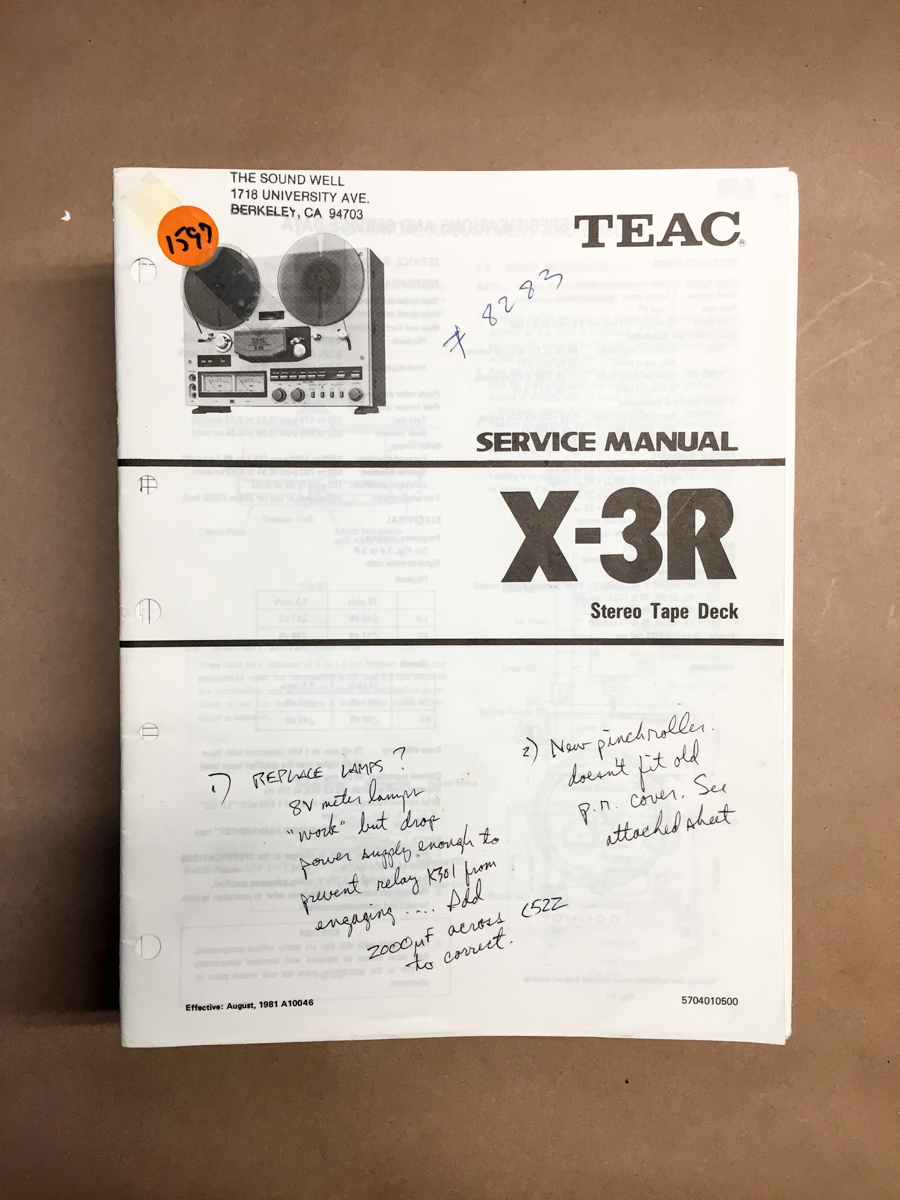 THE SOUND WELL
1718 UNIVERSITY AVE.
BERKELEY, CA 94703
1597
TEAC®
# 8283
TEAC
SERVICE MANUAL
X-3R
Stereo Tape Deck
1) REPLACE LAMPS?
8V meter lamps
"work" but drop
power supply enough to
prevent relay K301 from
engaging .... Add
2000µF across C522
to correct.
2) New pinchroller
doesn't fit old
p.r. cover. See
attached sheet
Effective: August, 1981 A10046
5704010500